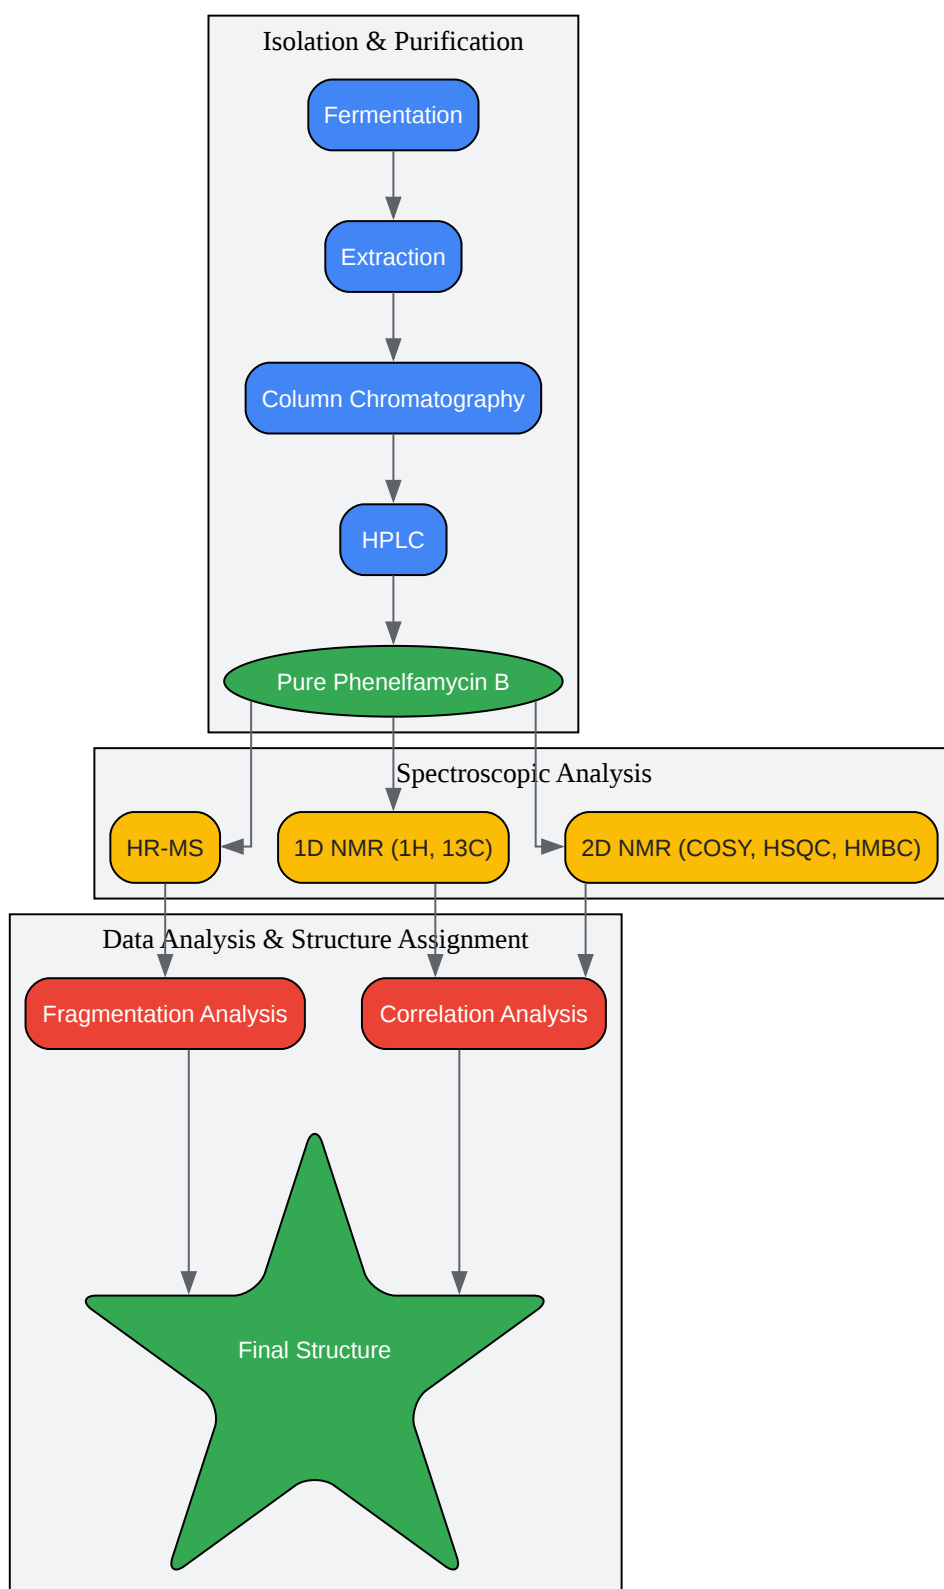 Isolation & Purification
Fermentation
Extraction
Column Chromatography
HPLC
Pure Phenelfamycin B
Spectroscopic Analysis
HR-MS
1D NMR (1H, 13C)
2D NMR (COSY, HSQC, HMBC)
Data Analysis & Structure Assignment
Fragmentation Analysis
Correlation Analysis
Final Structure